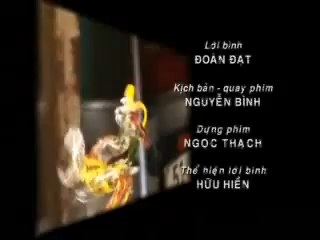 Lời bình
ĐOÀN ĐẠT
Kịch bản - quay phim
NGUYỄN BÌNH
Dựng phim
NGỌC THẠCH
Thể hiện lời bình
HỮU HIỀN